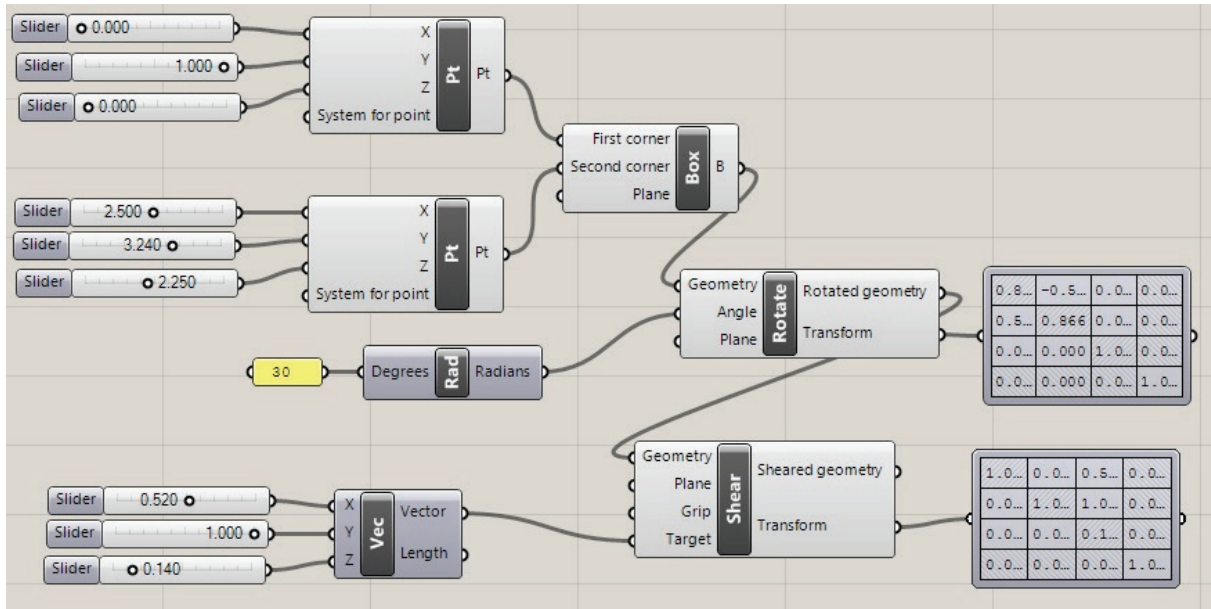 Slider 0.000
Slider 1.000
Slider 0.000
X
Y
Z
System for point
Pt
Pt
First corner
Second corner
Plane
Box
B
Slider 2.500
Slider 3.240
Slider 2.250
X
Y
Z
System for point
Pt
Pt
Geometry
Angle
Plane
Rotate
Rotated geometry
Transform
0.8... -0.5... 0.0... 0.0...
0.5... 0.866 0.0... 0.0...
0.0... 0.000 1.0... 0.0...
0.0... 0.000 0.0... 1.0...
30
Degrees
Rad
Radians
Geometry
Plane
Grip
Target
Shear
Sheared geometry
Transform
1.0... 0.0... 0.5... 0.0...
0.0... 1.0... 1.0... 0.0...
0.0... 0.0... 0.1... 0.0...
0.0... 0.0... 0.0... 1.0...
Slider 0.520
Slider 1.000
Slider 0.140
X
Y
Z
Vec
Vector
Length